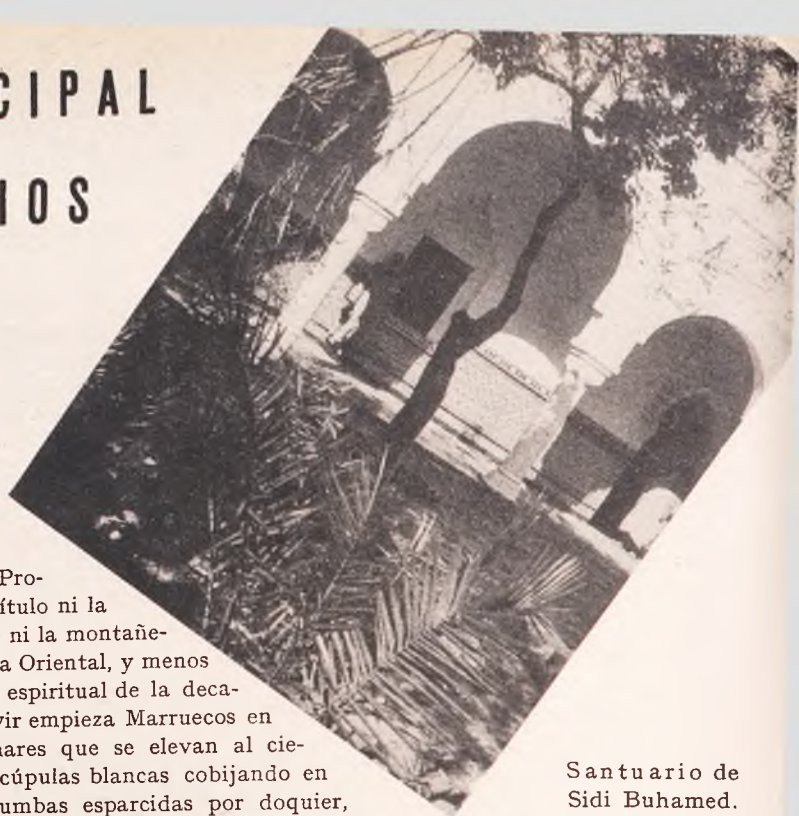 CIPAL
IOS
Pro-
ítulo ni la
ni la montañe-
a Oriental, y menos
espiritual de la deca-
vir empieza Marruecos en
ares que se elevan al cie-
cúpulas blancas cobijando en
umbas esparcidas por doquier,
Santuario de
Sidi Buhamed.